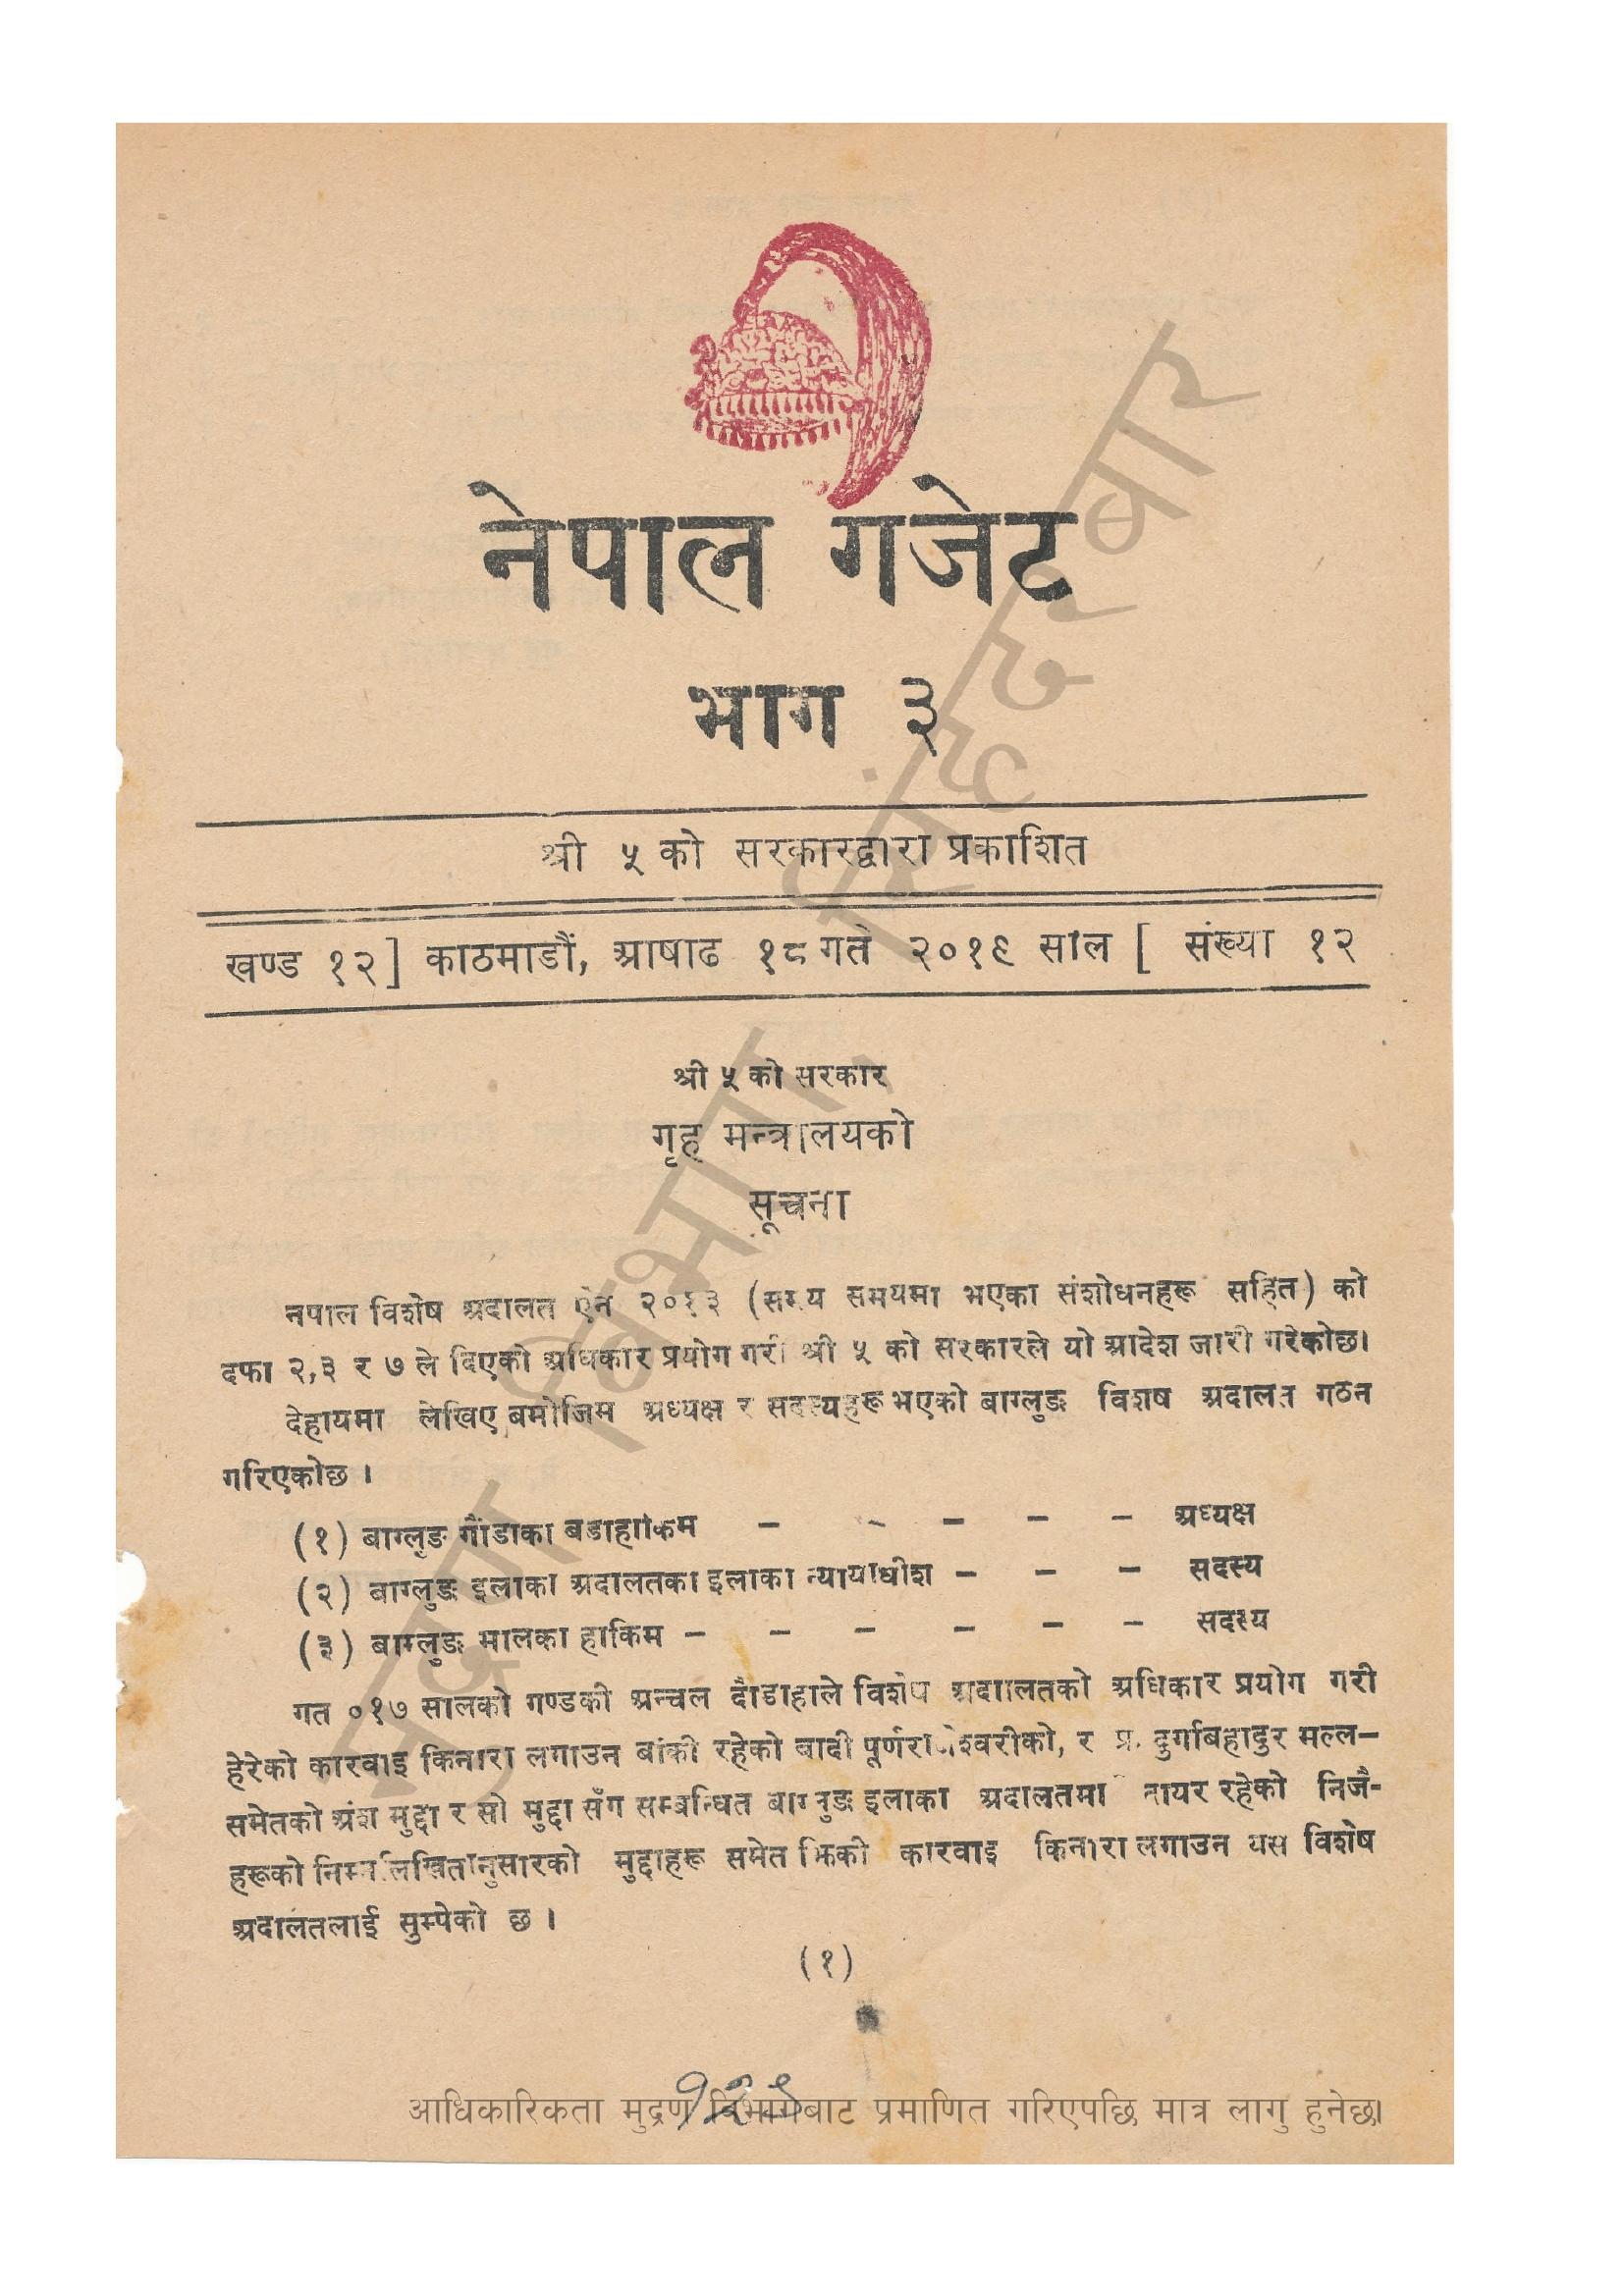 नेपाल गजेट
भाग ३
श्री ५ को सरकारद्वारा प्रकाशित
खण्ड १२] काठमाडौं, आषाढ १८ गते २०१९ साल [ संख्या १२
श्री ५ को सरकार
गृह मन्त्रालयको
सूचना
नपाल विशेष अदालत ऐन २०१३ (समय समयमा भएका संशोधनहरू सहित) को
दफा २,३ र ७ ले दिएको अधिकार प्रयोग गरी श्री ५ को सरकारले यो आदेश जारी गरेकोछ।
देहायमा लेखिए बमोजिम अध्यक्ष र सदस्यहरू भएको बाग्लुङ विशष अदालत गठन
गरिएकोछ ।
(१) बाग्लुङ गौंडाका बडाहाकिम – – – – – अध्यक्ष
(२) बाग्लुङ इलाका अदालतका इलाका न्यायाधीश – – – सदस्य
(३) बाग्लुङ मालका हाकिम – – – – – – सदस्य
गत ०१७ सालको गण्डकी अन्चल दौडाहाले विशेष अदालतको अधिकार प्रयोग गरी
हेरेको कारवाइ किनारा लगाउन बांकी रहेको बादी र प्र. दुर्गाबहादुर मल्ल–
समेतको अंश मुद्दा र सो मुद्दा सँग सम्बन्धित बाग्लुङ इलाका अदालतमा रहेको निजै-
हरूको निम्नलिखितानुसारको मुद्दाहरू समेत झिकी कारवाइ किनारा लगाउन यस विशेष
अदालतलाई सुम्पेको छ ।
(१)
आधिकारिकता मुद्रण विभागबाट प्रमाणित गरिएपछि मात्र लागु हुनेछ।
मुद्रण विभाग, सिंहदरबार